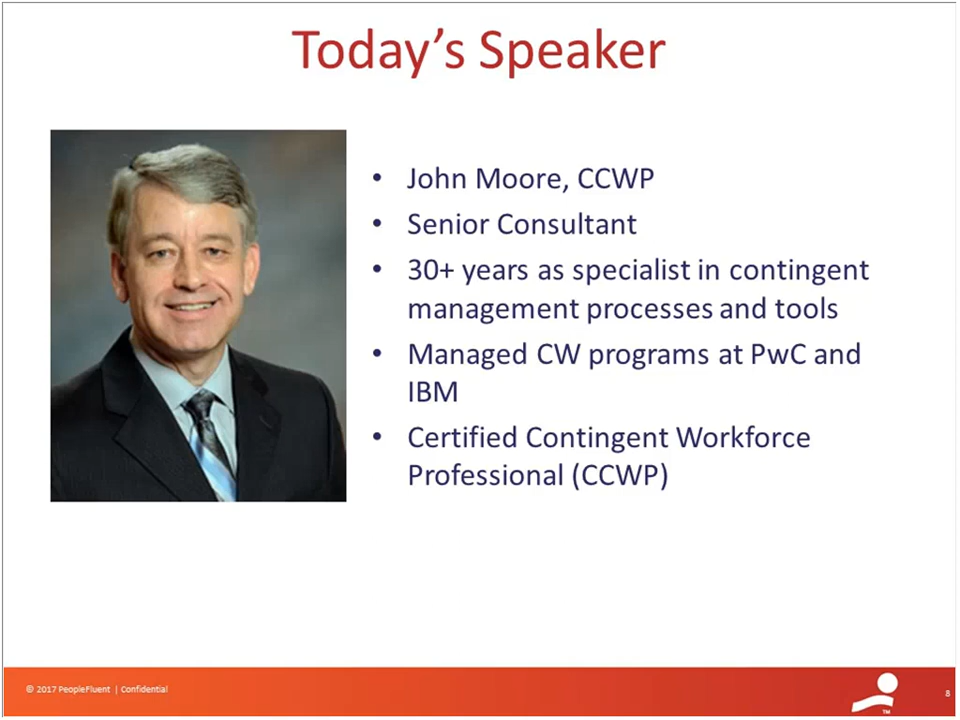 Today’s Speaker
• John Moore, CCWP
• Senior Consultant
• 30+ years as specialist in contingent
management processes and tools
• Managed CW programs at PwC and
IBM
• Certified Contingent Workforce
Professional (CCWP)
© 2017 PeopleFluent | Confidential
TM
8